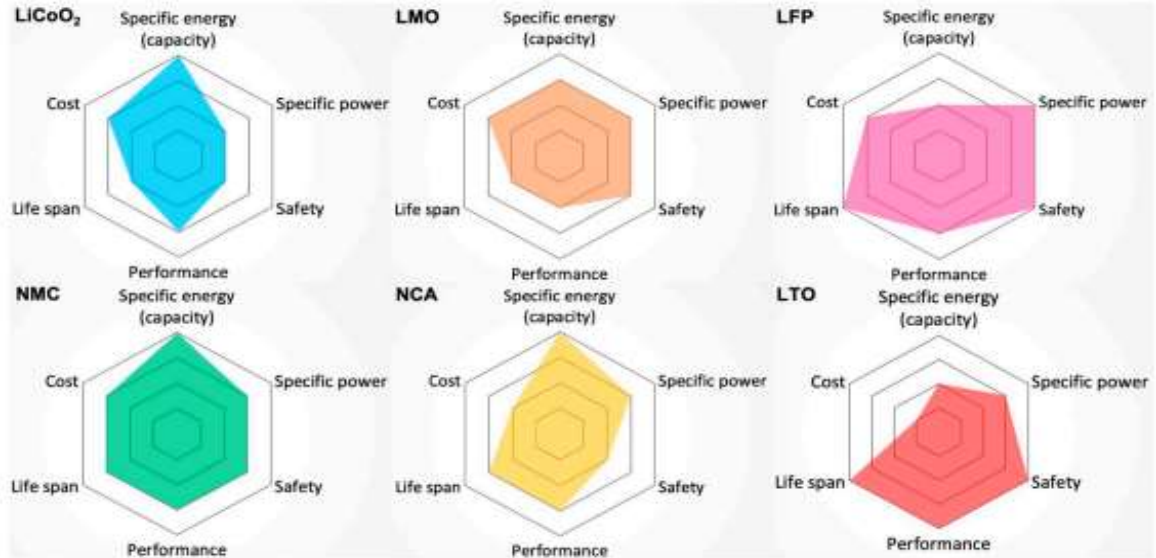 LiCoO₂
Specific energy
(capacity)
Cost
Specific power
Life span
Safety
Performance
LMO
Specific energy
(capacity)
Cost
Specific power
Life span
Safety
Performance
LFP
Specific energy
(capacity)
Cost
Specific power
Life span
Safety
NMC
Specific energy
(capacity)
Cost
Specific power
Life span
Safety
Performance
NCA
Specific energy
(capacity)
Cost
Specific power
Life span
Safety
Performance
LTO
Specific energy
(capacity)
Cost
Specific power
Life span
Safety
Performance